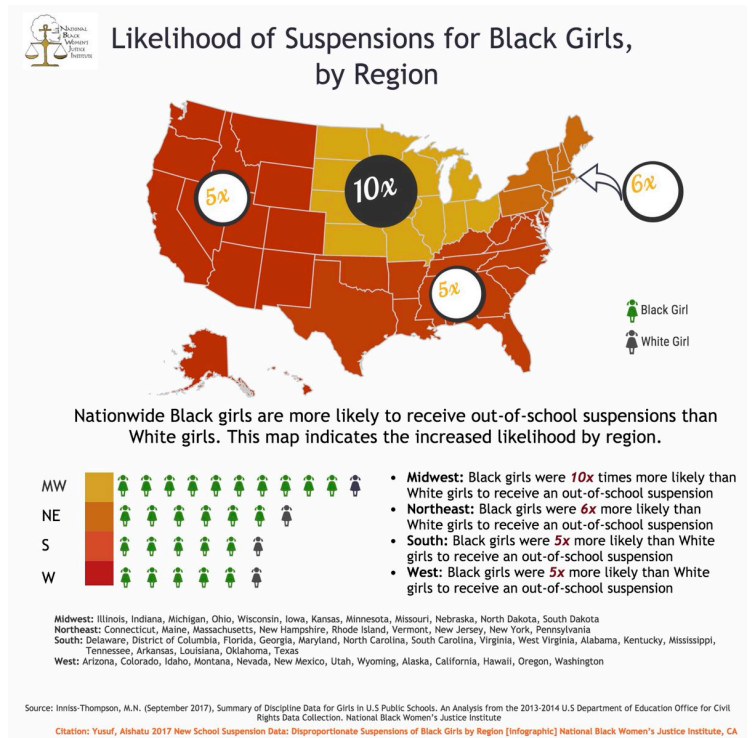 NATIONAL
BLACK
WOMEN'S
JUSTICE
INSTITUTE
Likelihood of Suspensions for Black Girls,
by Region
5x
10x
6x
5x
Black Girl
White Girl
Nationwide Black girls are more likely to receive out-of-school suspensions than
White girls. This map indicates the increased likelihood by region.
MW
NE
S
W
• Midwest: Black girls were 10x times more likely than
White girls to receive an out-of-school suspension
• Northeast: Black girls were 6x more likely than
White girls to receive an out-of-school suspension
• South: Black girls were 5x more likely than White
girls to receive an out-of-school suspension
• West: Black girls were 5x more likely than White
girls to receive an out-of-school suspension
Midwest: Illinois, Indiana, Michigan, Ohio, Wisconsin, Iowa, Kansas, Minnesota, Missouri, Nebraska, North Dakota, South Dakota
Northeast: Connecticut, Maine, Massachusetts, New Hampshire, Rhode Island, Vermont, New Jersey, New York, Pennsylvania
South: Delaware, District of Columbia, Florida, Georgia, Maryland, North Carolina, South Carolina, Virginia, West Virginia, Alabama, Kentucky, Mississippi,
Tennessee, Arkansas, Louisiana, Oklahoma, Texas
West: Arizona, Colorado, Idaho, Montana, Nevada, New Mexico, Utah, Wyoming, Alaska, California, Hawaii, Oregon, Washington
Source: Inniss-Thompson, M.N. (September 2017), Summary of Discipline Data for Girls in U.S Public Schools. An Analysis from the 2013-2014 U.S Department of Education Office for Civil
Rights Data Collection. National Black Women's Justice Institute
Citation: Yusuf, Aishatu 2017 New School Suspension Data: Disproportionate Suspensions of Black Girls by Region [infographic] National Black Women's Justice Institute, CA